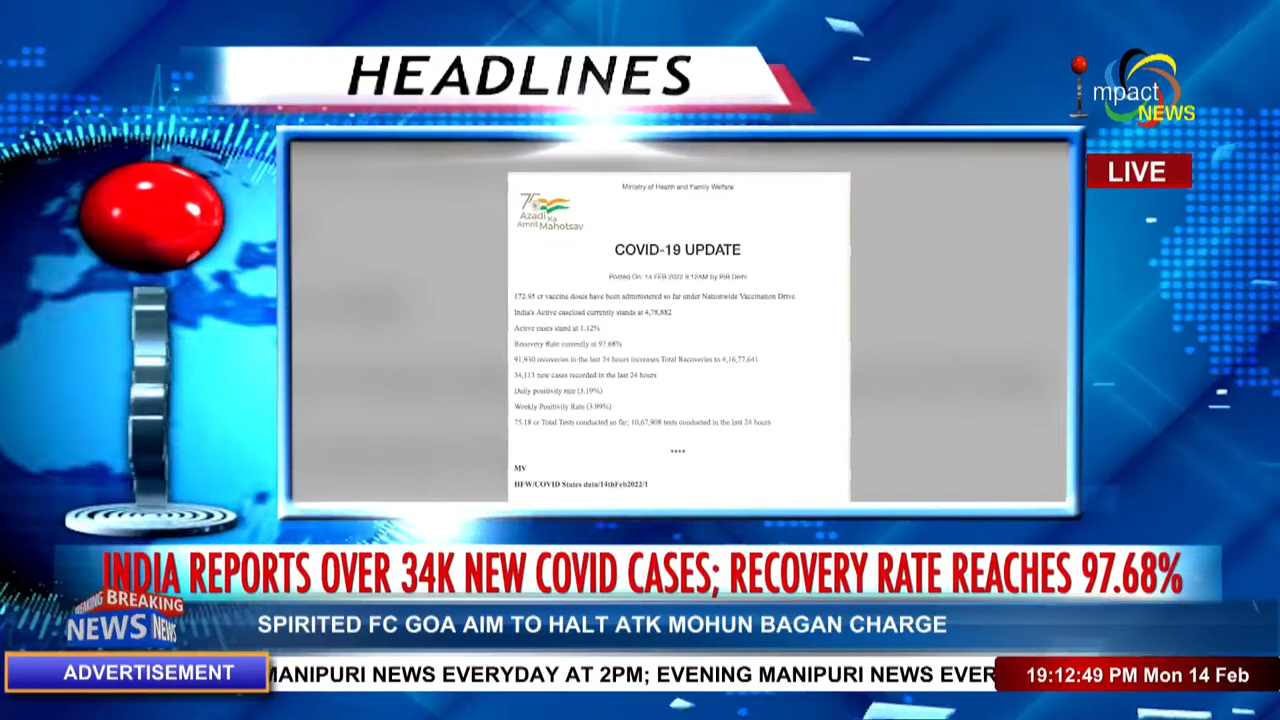 HEADLINES
mpact
NEWS
LIVE
Ministry of Health and Family Welfare
75
Azadi Ka
Amrit Mahotsav
COVID-19 UPDATE
Posted On: 14 FEB 2022 9:12AM by PIB Delhi
172.95 cr vaccine doses have been administered so far under Nationwide Vaccination Drive
India's Active caseload currently stands at 4,78,882
Active cases stand at 1.12%
Recovery Rate currently at 97.68%
91,930 recoveries in the last 24 hours increases Total Recoveries to 4,16,77,641
34,113 new cases recorded in the last 24 hours
Daily positivity rate (3.19%)
Weekly Positivity Rate (3.99%)
75.18 cr Total Tests conducted so far; 10,67,908 tests conducted in the last 24 hours
****
MV
HFW/COVID States data/14thFeb2022/1
INDIA REPORTS OVER 34K NEW COVID CASES; RECOVERY RATE REACHES 97.68%
BREAKING BREAKING
NEWS NEWS
SPIRITED FC GOA AIM TO HALT ATK MOHUN BAGAN CHARGE
ADVERTISEMENT
MANIPURI NEWS EVERYDAY AT 2PM; EVENING MANIPURI NEWS EVER
19:12:49 PM Mon 14 Feb